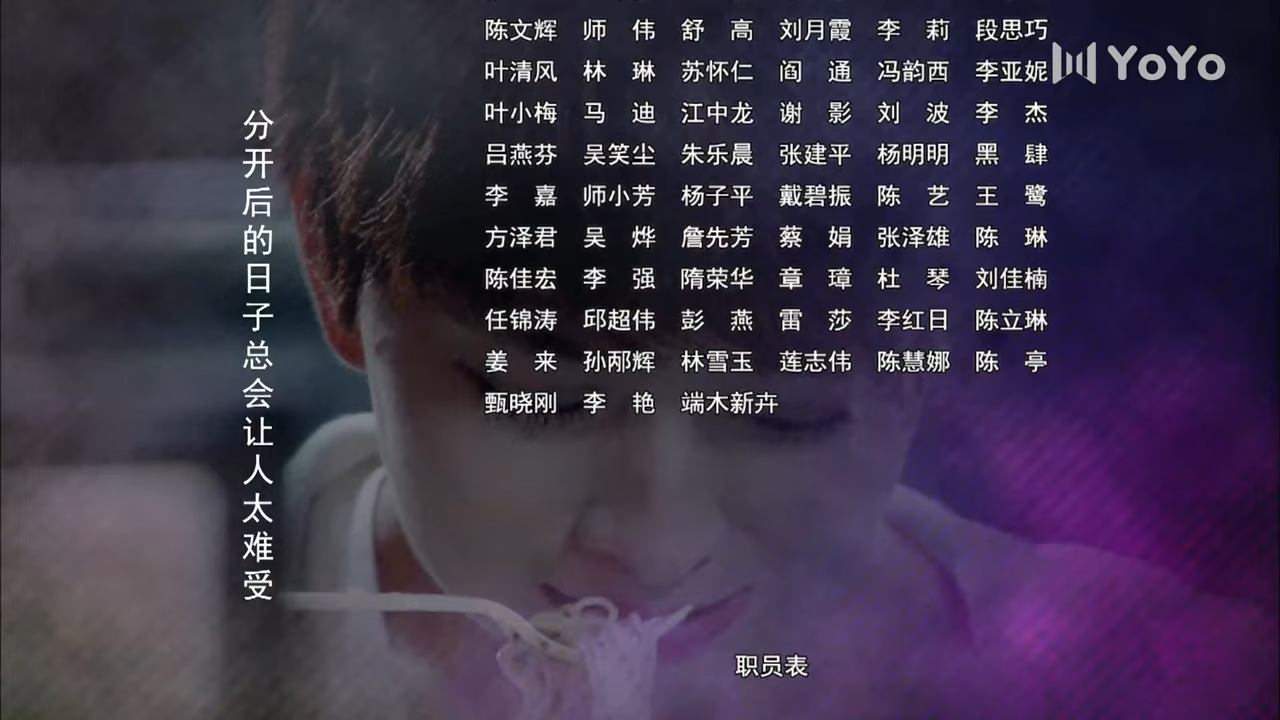 陈文辉 师 伟 舒 高 刘月霞 李 莉 段思巧
叶清风 林 琳 苏怀仁 阎 通 冯韵西 李亚妮
叶小梅 马 迪 江中龙 谢 影 刘 波 李 杰
吕燕芬 吴笑尘 朱乐晨 张建平 杨明明 黑 肆
李 嘉 师小芳 杨子平 戴碧振 陈 艺 王 鹭
方泽君 吴 烨 詹先芳 蔡 娟 张泽雄 陈 琳
陈佳宏 李 强 隋荣华 章 璋 杜 琴 刘佳楠
任锦涛 邱超伟 彭 燕 雷 莎 李红日 陈立琳
姜 来 孙邴辉 林雪玉 莲志伟 陈慧娜 陈 亭
甄晓刚 李 艳 端木新卉
职员表
分开后的日子总会让人太难受
YoYo